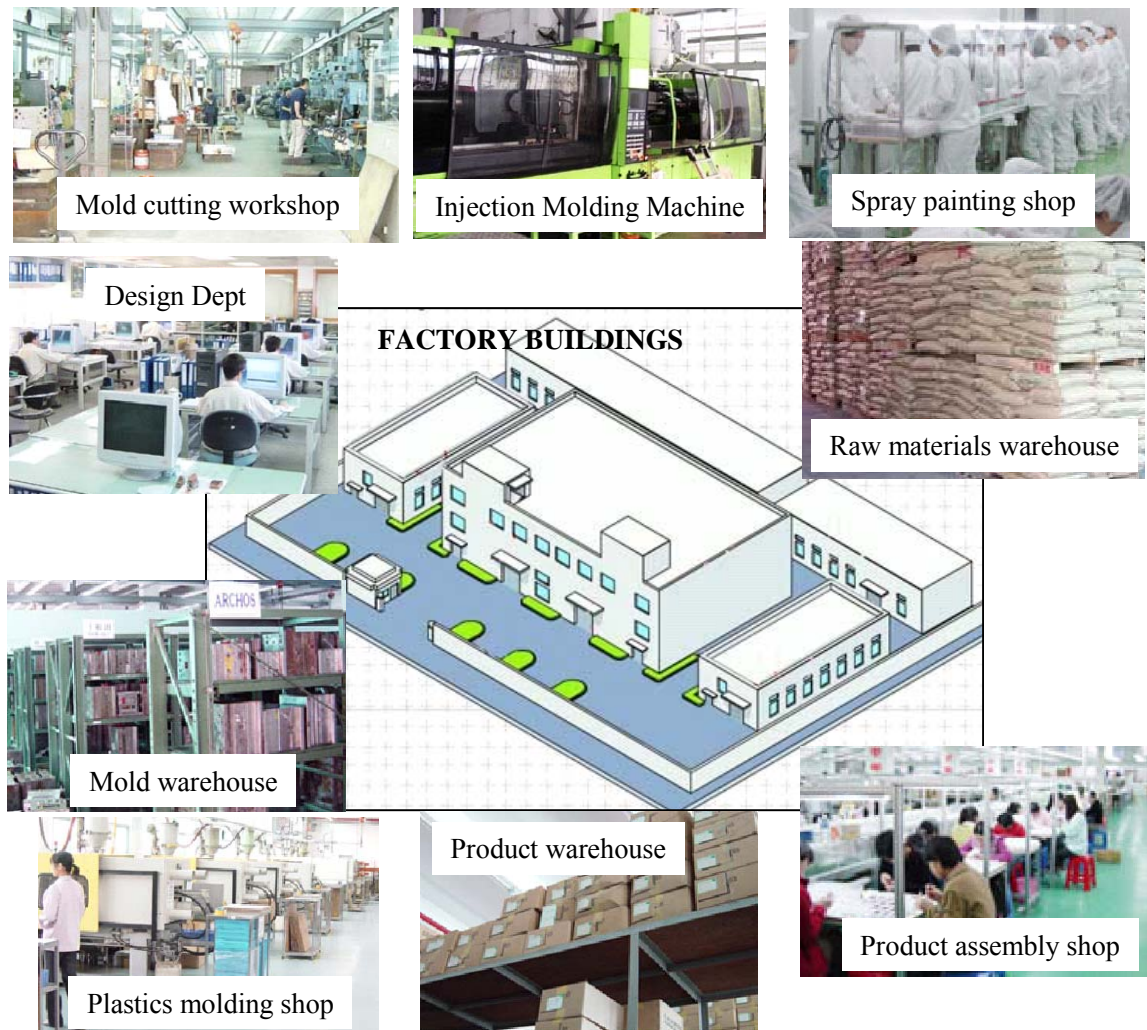 Mold cutting workshop
Injection Molding Machine
Spray painting shop
Design Dept
FACTORY BUILDINGS
Raw materials warehouse
ARCHOS
Mold warehouse
Product warehouse
Product assembly shop
Plastics molding shop